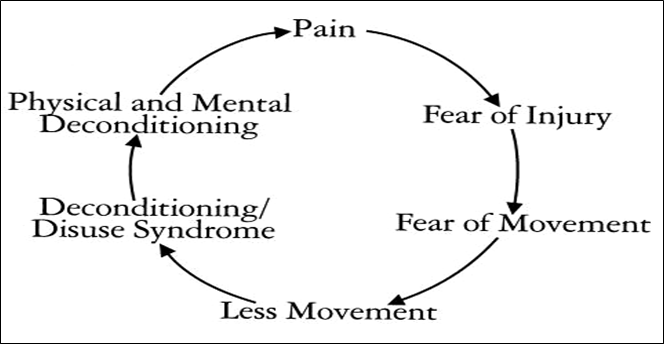 Pain
Fear of Injury
Fear of Movement
Less Movement
Deconditioning/
Disuse Syndrome
Physical and Mental
Deconditioning